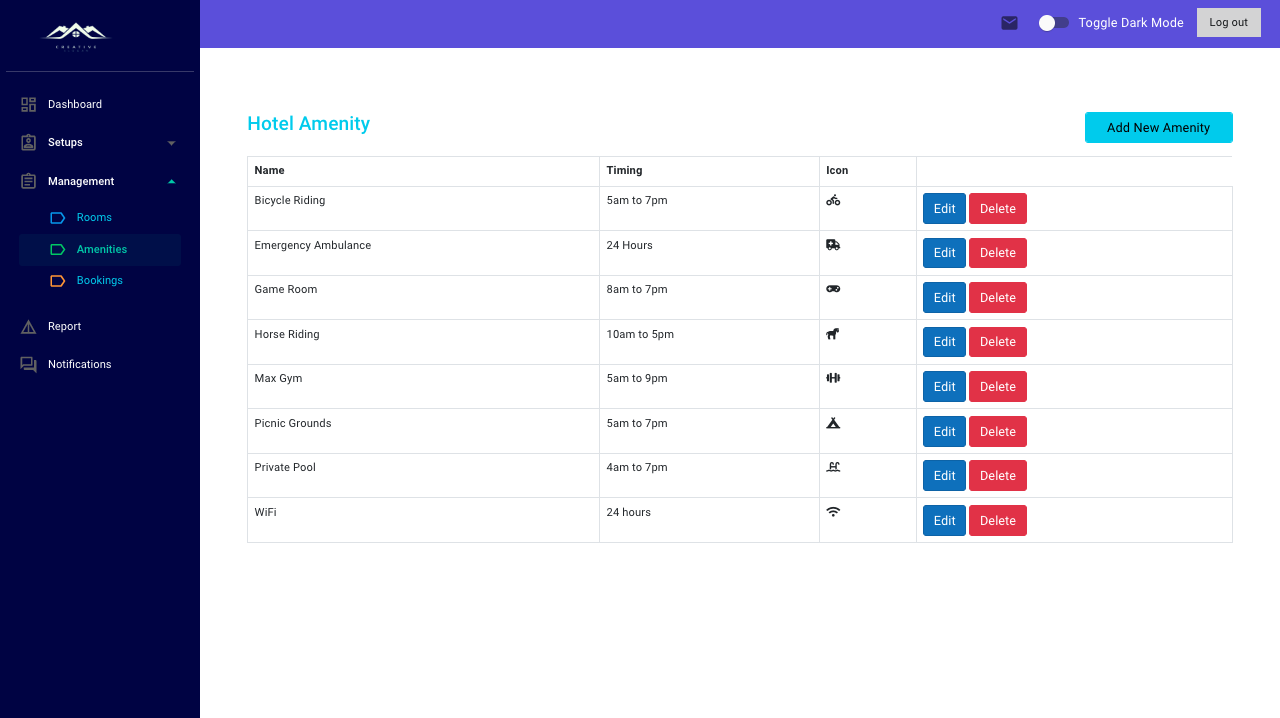 Toggle Dark Mode
Log out
CREATIVE
Dashboard
Setups
Management
Rooms
Amenities
Bookings
Report
Notifications
Hotel Amenity
Add New Amenity
Name Timing Icon
Bicycle Riding 5am to 7pm Edit Delete
Emergency Ambulance 24 Hours Edit Delete
Game Room 8am to 7pm Edit Delete
Horse Riding 10am to 5pm Edit Delete
Max Gym 5am to 9pm Edit Delete
Picnic Grounds 5am to 7pm Edit Delete
Private Pool 4am to 7pm Edit Delete
WiFi 24 hours Edit Delete